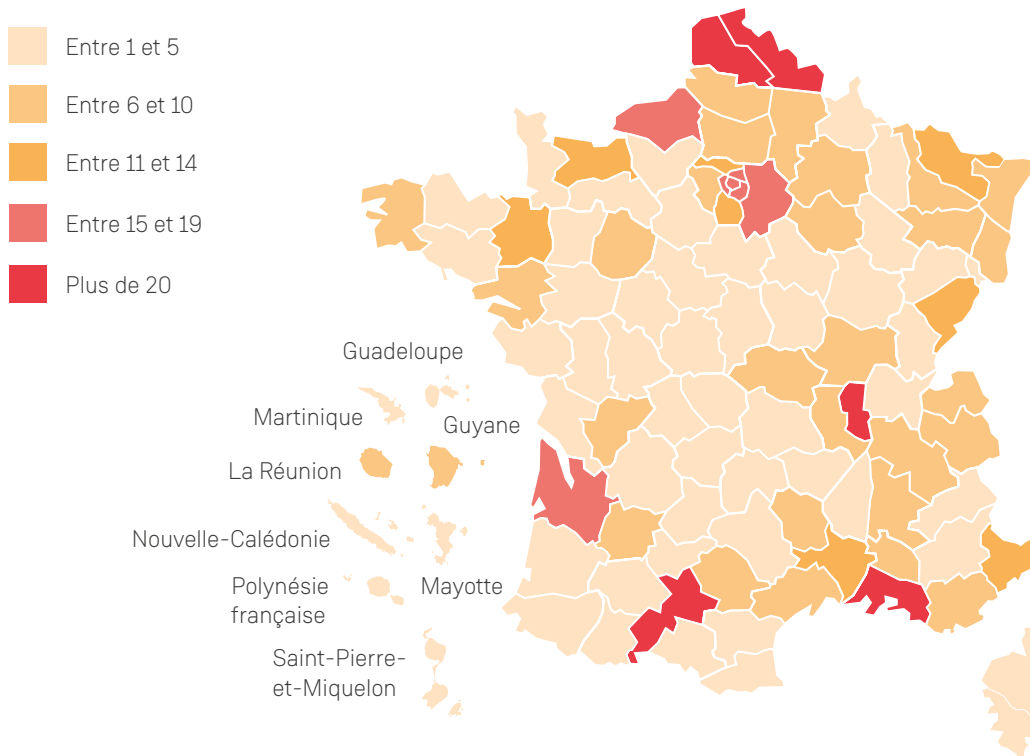 Entre 1 et 5
Entre 6 et 10
Entre 11 et 14
Entre 15 et 19
Plus de 20
Guadeloupe
Martinique
Guyane
La Réunion
Nouvelle-Calédonie
Polynésie
française
Mayotte
Saint-Pierre-
et-Miquelon